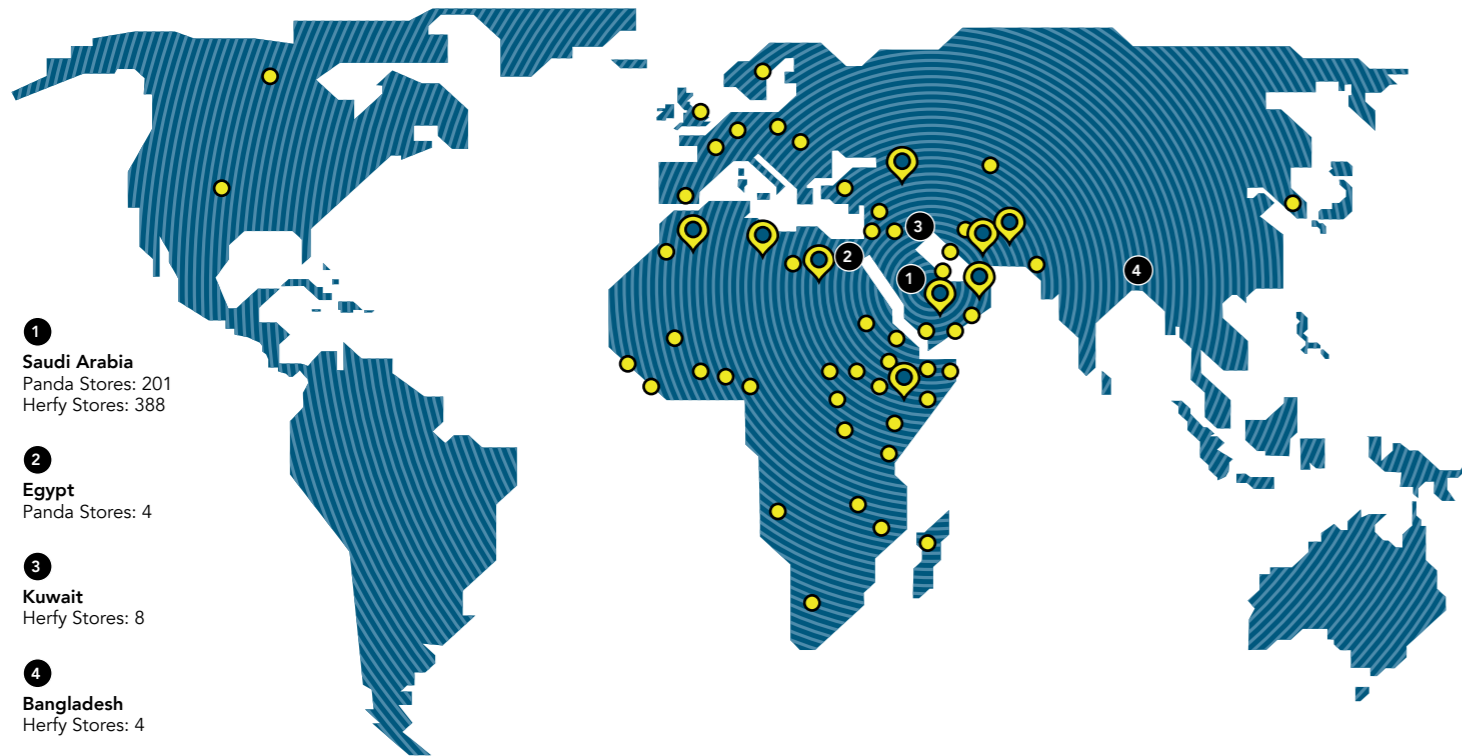 3
2
1
4
1
Saudi Arabia
Panda Stores: 201
Herfy Stores: 388
2
Egypt
Panda Stores: 4
3
Kuwait
Herfy Stores: 8
4
Bangladesh
Herfy Stores: 4